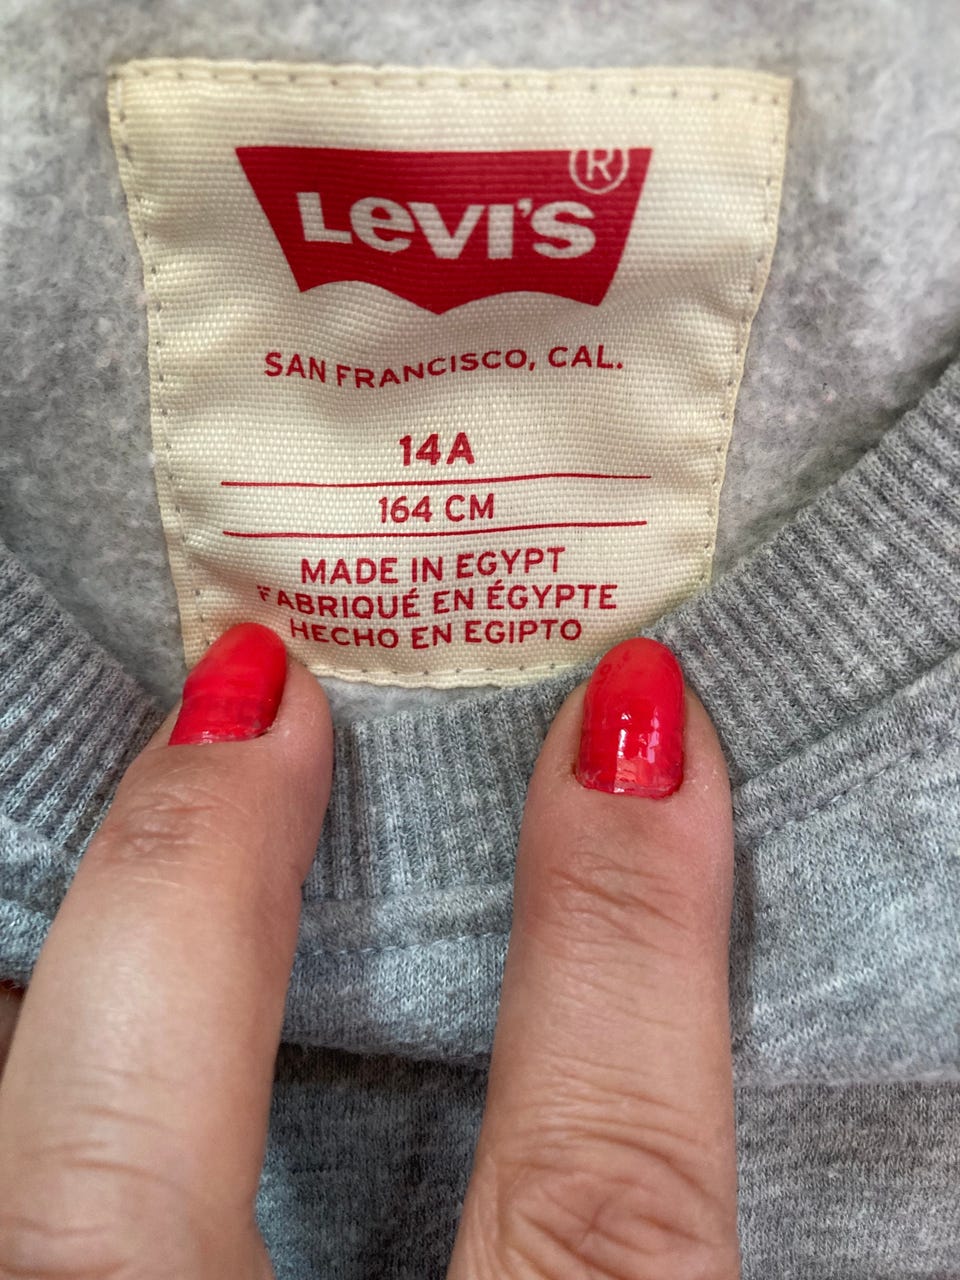 Levi's ®
SAN FRANCISCO, CAL.
14A
164 CM
MADE IN EGYPT
FABRIQUÉ EN ÉGYPTE
HECHO EN EGIPTO